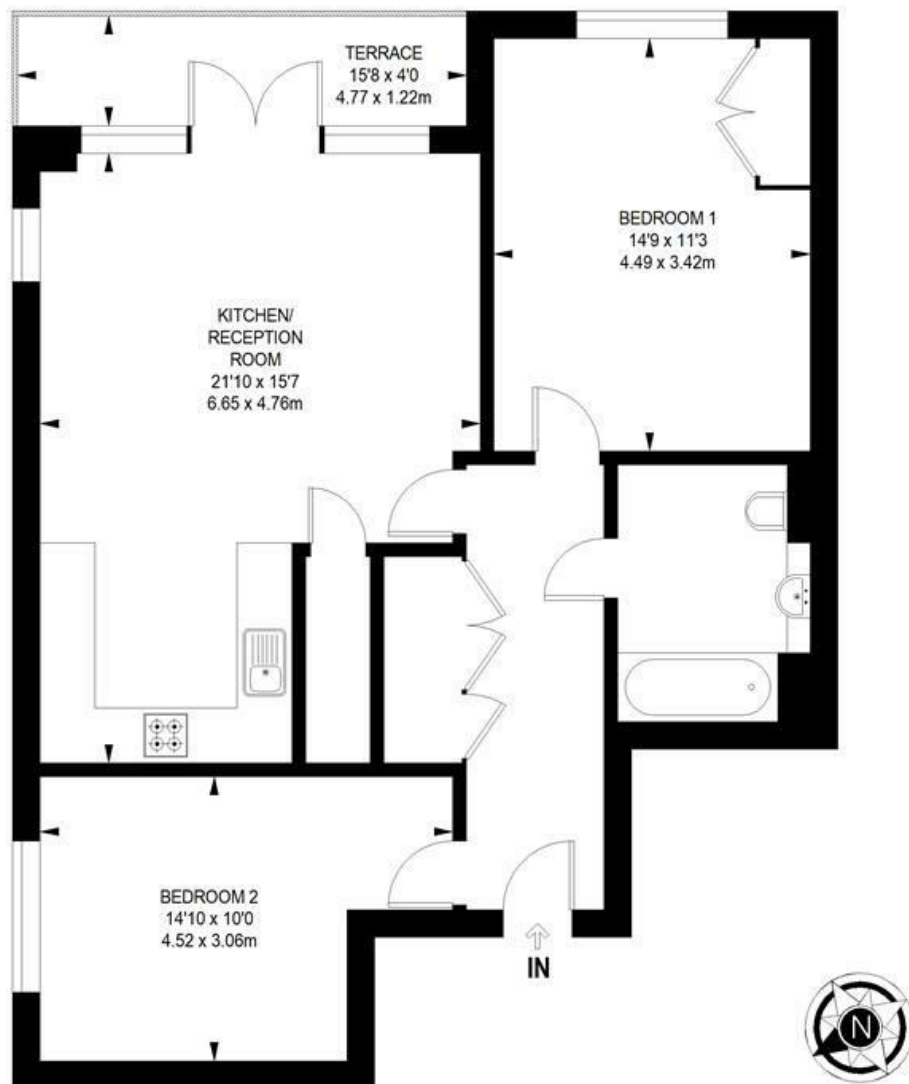 TERRACE
15'8 x 4'0
4.77 x 1.22m
BEDROOM 1
14'9 x 11'3
4.49 x 3.42m
KITCHEN/
RECEPTION
ROOM
21'10 x 15'7
6.65 x 4.76m
BEDROOM 2
14'10 x 10'0
4.52 x 3.06m
IN
N